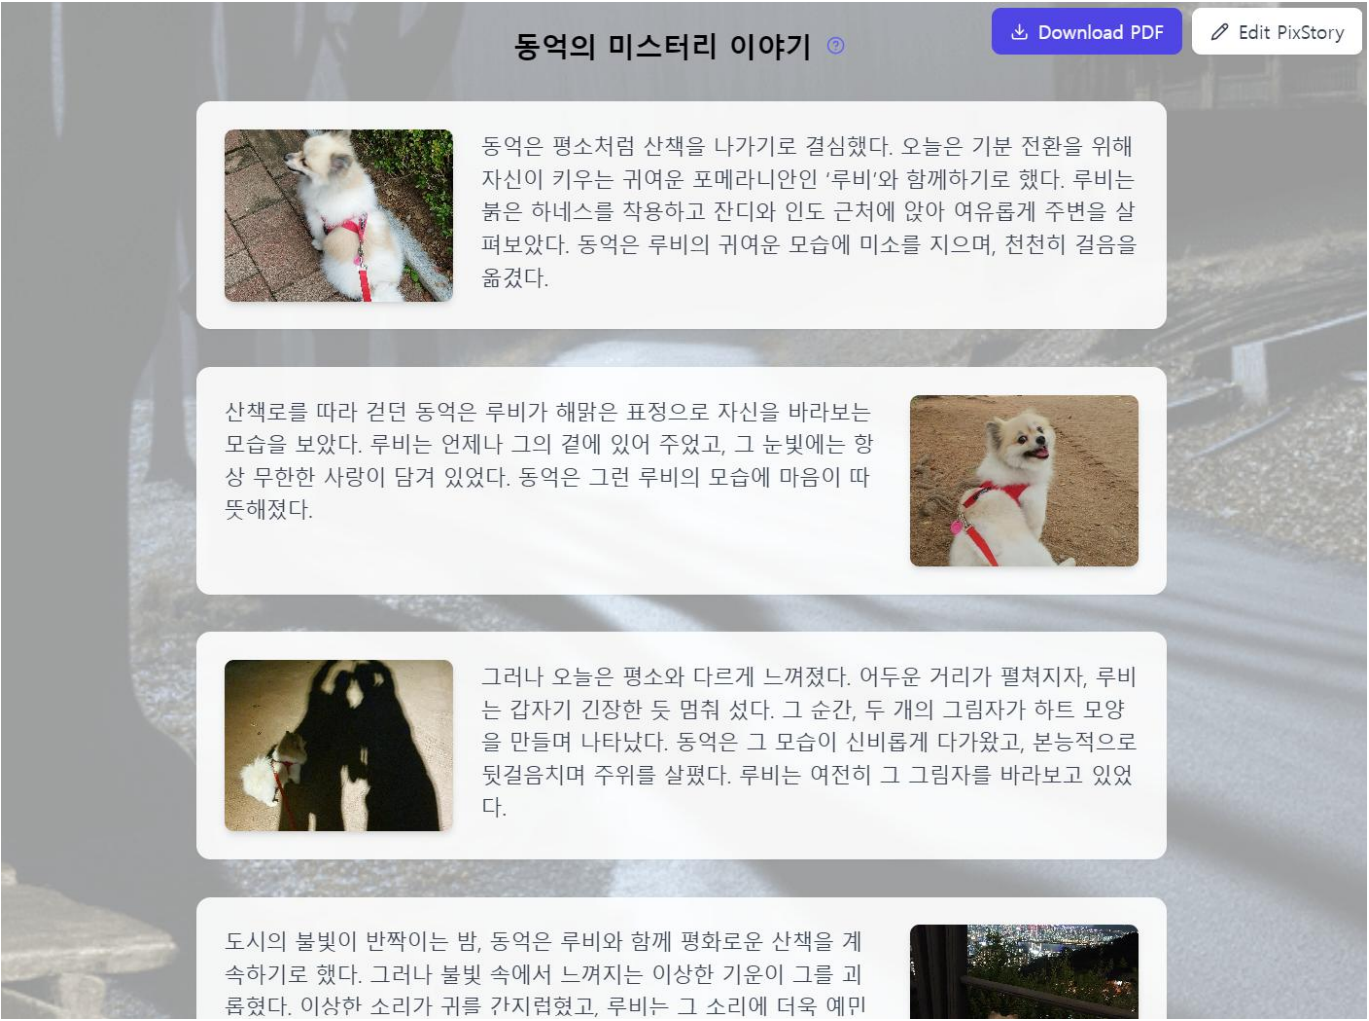 동억의 미스터리 이야기
Download PDF
Edit PixStory
동억은 평소처럼 산책을 나가기로 결심했다. 오늘은 기분 전환을 위해
자신이 키우는 귀여운 포메라니안인 ‘루비’와 함께하기로 했다. 루비는
붉은 하네스를 착용하고 잔디와 인도 근처에 앉아 여유롭게 주변을 살
펴보았다. 동억은 루비의 귀여운 모습에 미소를 지으며, 천천히 걸음을
옮겼다.
산책로를 따라 걷던 동억은 루비가 해맑은 표정으로 자신을 바라보는
모습을 보았다. 루비는 언제나 그의 곁에 있어 주었고, 그 눈빛에는 항
상 무한한 사랑이 담겨 있었다. 동억은 그런 루비의 모습에 마음이 따
뜻해졌다.
그러나 오늘은 평소와 다르게 느껴졌다. 어두운 거리가 펼쳐지자, 루비
는 갑자기 긴장한 듯 멈춰 섰다. 그 순간, 두 개의 그림자가 하트 모양
을 만들며 나타났다. 동억은 그 모습이 신비롭게 다가왔고, 본능적으로
뒷걸음치며 주위를 살폈다. 루비는 여전히 그 그림자를 바라보고 있었
다.
도시의 불빛이 반짝이는 밤, 동억은 루비와 함께 평화로운 산책을 계
속하기로 했다. 그러나 불빛 속에서 느껴지는 이상한 기운이 그를 괴
롭혔다. 이상한 소리가 귀를 간지럽혔고, 루비는 그 소리에 더욱 예민